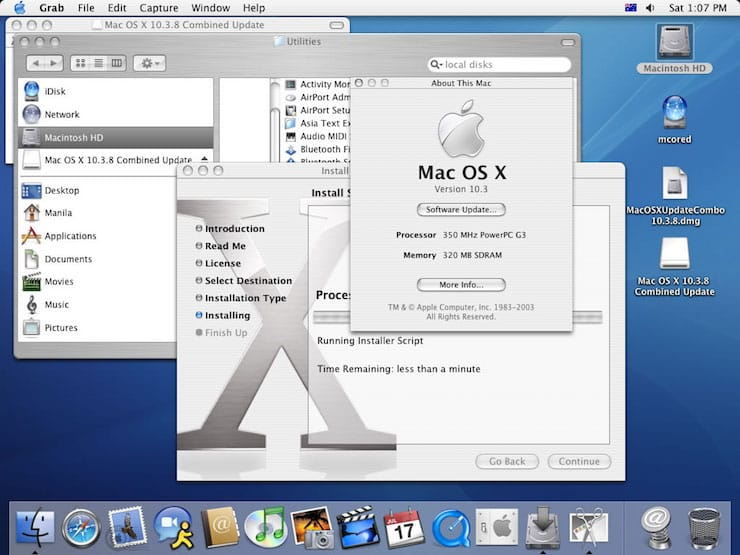 Grab File Edit Capture Window Help
Sat 1:07 PM
Mac OS X 10.3.8 Combined Update
Utilities
local disks
iDisk
Network
Macintosh HD
Mac OS X 10.3.8 Combined Update
Desktop
Manila
Applications
Documents
Movies
Music
Pictures
Activity Mon
AirPort Adm
AirPort Setu
Asia Text Ex
Audio MIDI
Bluetooth Fi
About This Mac
Mac OS X
Version 10.3
Software Update...
Processor 350 MHz PowerPC G3
Memory 320 MB SDRAM
More Info...
TM & © Apple Computer, Inc. 1983-2003
All Rights Reserved.
Install
Install S
Introduction
Read Me
License
Select Destination
Installation Type
Installing
Finish Up
Running Installer Script
Time Remaining: less than a minute
Go Back
Continue
Macintosh HD
mcored
MacOSXUpdateCombo
10.3.8.dmg
Mac OS X 10.3.8
Combined Update
JUL
17